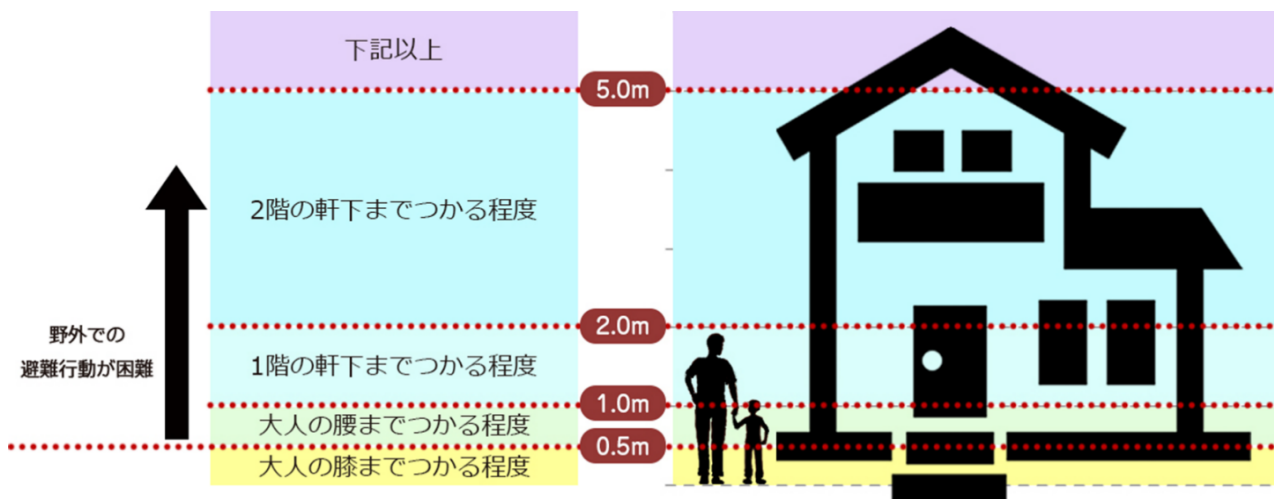 下記以上
5.0m
2階の軒下までつかる程度
2.0m
野外での
避難行動が困難
1階の軒下までつかる程度
1.0m
大人の腰までつかる程度
0.5m
大人の膝までつかる程度